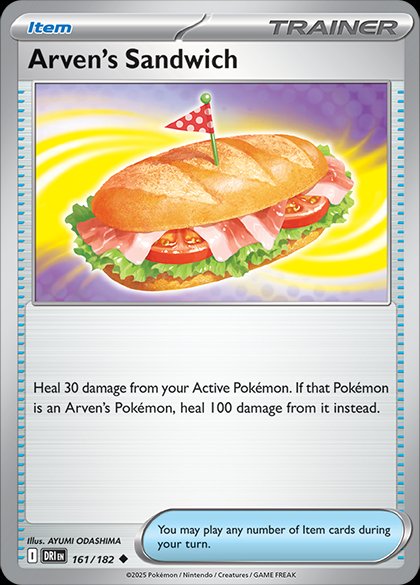 Item
TRAINER
Arven's Sandwich
Heal 30 damage from your Active Pokémon. If that Pokémon
is an Arven's Pokémon, heal 100 damage from it instead.
Illus. AYUMI ODASHIMA
I DRI EN 161/182 ◆
You may play any number of Item cards during
your turn.
©2025 Pokémon / Nintendo / Creatures / GAME FREAK